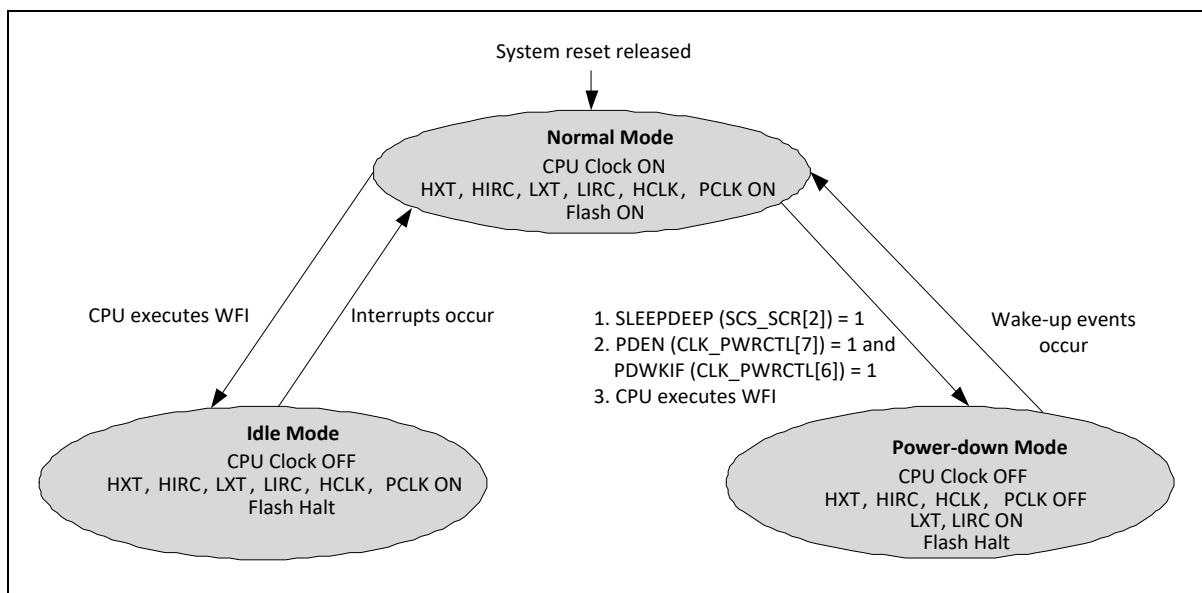 System reset released
Normal Mode
CPU Clock ON
HXT, HIRC, LXT, LIRC, HCLK, PCLK ON
Flash ON
CPU executes WFI
Interrupts occur
1. SLEEPDEEP (SCS_SCR[2]) = 1
2. PDEN (CLK_PWRCTL[7]) = 1 and
PDWKIF (CLK_PWRCTL[6]) = 1
3. CPU executes WFI
Wake-up events
occur
Idle Mode
CPU Clock OFF
HXT, HIRC, LXT, LIRC, HCLK, PCLK ON
Flash Halt
Power-down Mode
CPU Clock OFF
HXT, HIRC, HCLK, PCLK OFF
LXT, LIRC ON
Flash Halt